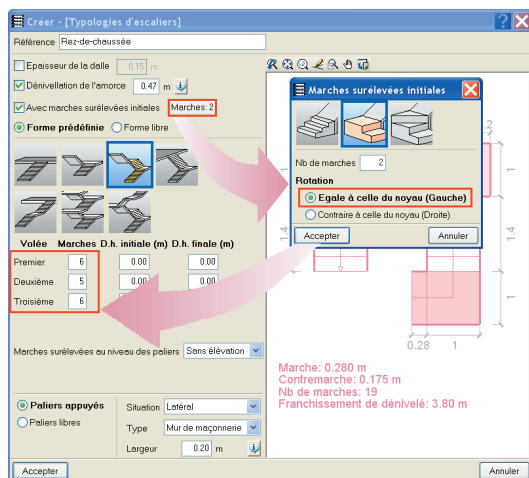 Créer - [Typologies d'escaliers]
Référence Rez-de-chaussée
Epaisseur de la dalle 0.15 m
Dénivellation de l'amorce 0.47 m
Avec marches surélevées initiales Marches: 2
Forme prédéfinie Forme libre
Volée Marches D.h. initiale (m) D.h. finale (m)
Premier 6 0.00 0.00
Deuxième 5 0.00 0.00
Troisième 6
Marches surélevées au niveau des paliers Sans élévation
Paliers appuyés
Paliers libres
Situation Latéral
Type Mur de maçonnerie
Largeur 0.20 m
Accepter
Annuler
Marches surélevées initiales
Nb de marches 2
Rotation
Egale à celle du noyau (Gauche)
Contraire à celle du noyau (Droite)
Accepter Annuler
2
1
1.4
1.4
1
0.28 1
Marche: 0.280 m
Contremarche: 0.175 m
Nb de marches: 19
Franchissement de dénivelé: 3.80 m